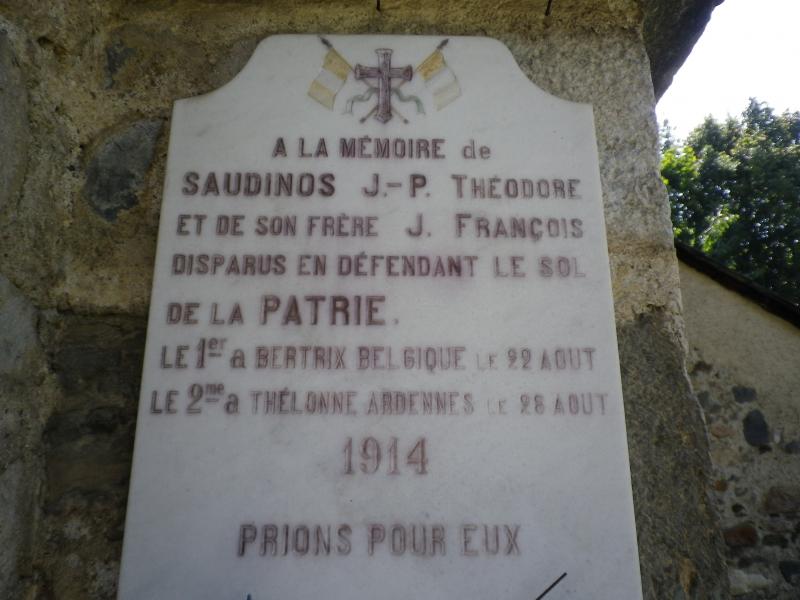 A LA MÉMOIRE de
SAUDINOS J.-P. THÉODORE
ET DE SON FRÈRE J. FRANÇOIS
DISPARUS EN DÉFENDANT LE SOL
DE LA PATRIE.
LE 1er a BERTRIX BELGIQUE LE 22 AOUT
LE 2me a THÉLONNE ARDENNES LE 28 AOUT
1914
PRIONS POUR EUX